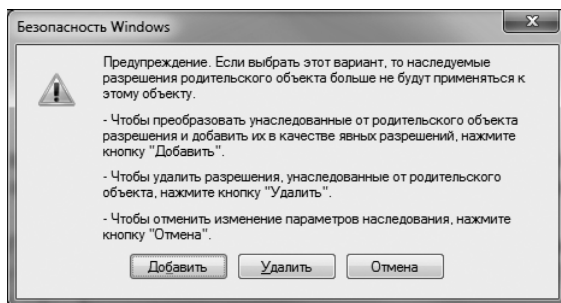 Безопасность Windows
X
Предупреждение. Если выбрать этот вариант, то наследуемые
разрешения родительского объекта больше не будут применяться к
этому объекту.
- Чтобы преобразовать унаследованные от родительского объекта
разрешения и добавить их в качестве явных разрешений, нажмите
кнопку "Добавить".
- Чтобы удалить разрешения, унаследованные от родительского
объекта, нажмите кнопку "Удалить".
- Чтобы отменить изменение параметров наследования, нажмите
кнопку "Отмена".
Добавить Удалить Отмена